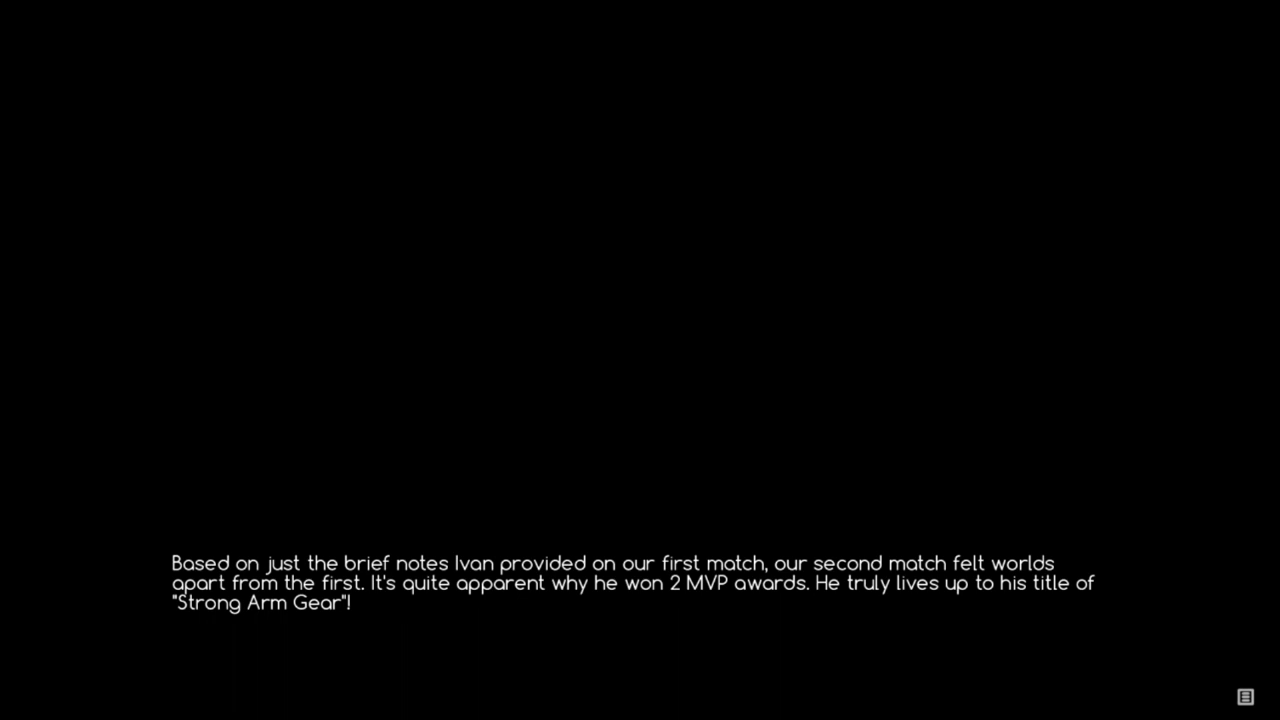 Based on just the brief notes Ivan provided on our first match, our second match felt worlds
apart from the first. It's quite apparent why he won 2 MVP awards. He truly lives up to his title of
"Strong Arm Gear"!